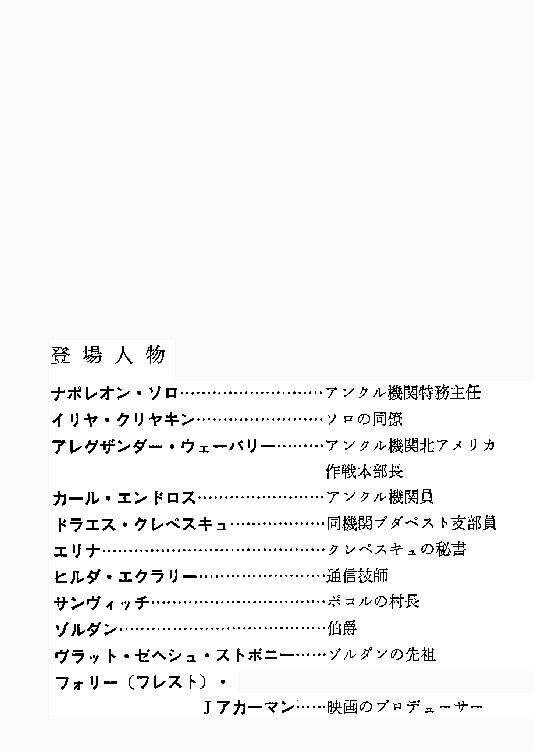 登場人物
ナポレオン・ソロ……………………アンクル機関特務主任
イリヤ・クリヤキン…………………ソロの同僚
アレグザンダー・ウェーバリー………アンクル機関北アメリカ
作戦本部長
カール・エンドロス…………………アンクル機関員
ドラエス・クレペスキュ……………同機関ブダペスト支部員
エリナ………………………………クレペスキュの秘書
ヒルダ・エクラリー…………………通信技師
サンヴィッチ…………………………ポコルの村長
ゾルダン………………………………伯爵
ヴラット・ゼヘシュ・ストボニー……ゾルダンの先祖
フォリー（フレスト）・
Jアカーマン……映画のプロデューサー